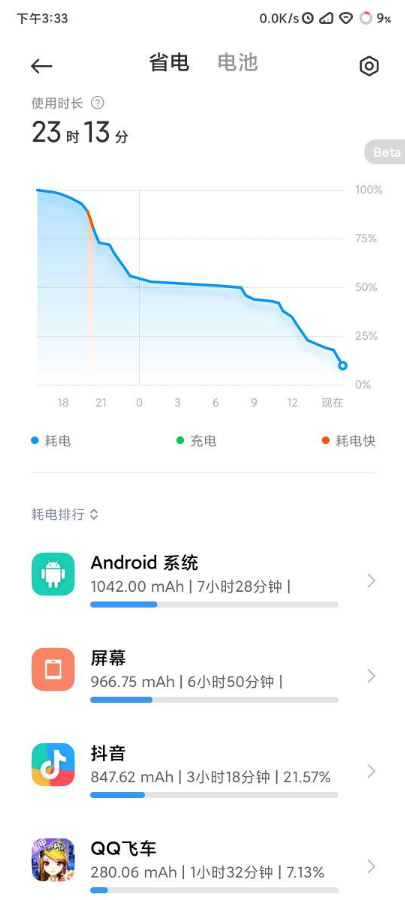 下午3:33 0.0K/s 9%
省电 电池
使用时长 ?
23 时 13 分
Beta
100%
75%
50%
25%
0%
18 21 0 3 6 9 12 现在
耗电 充电 耗电快
耗电排行
Android 系统
1042.00 mAh | 7小时28分钟 |
屏幕
966.75 mAh | 6小时50分钟 |
抖音
847.62 mAh | 3小时18分钟 | 21.57%
QQ飞车
280.06 mAh | 1小时32分钟 | 7.13%